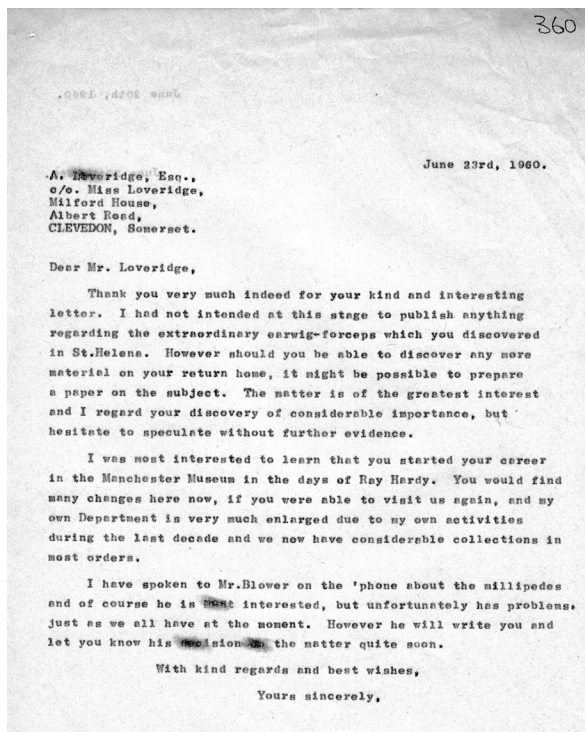 360
June 20th, 1960.
June 23rd, 1960.
A. Loveridge, Esq.,
c/o. Miss Loveridge,
Milford House,
Albert Road,
CLEVEDON, Somerset.
Dear Mr. Loveridge,
Thank you very much indeed for your kind and interesting
letter. I had not intended at this stage to publish anything
regarding the extraordinary earwig-forceps which you discovered
in St.Helena. However should you be able to discover any more
material on your return home, it might be possible to prepare
a paper on the subject. The matter is of the greatest interest
and I regard your discovery of considerable importance, but
hesitate to speculate without further evidence.
I was most interested to learn that you started your career
in the Manchester Museum in the days of Ray Hardy. You would find
many changes here now, if you were able to visit us again, and my
own Department is very much enlarged due to my own activities
during the last decade and we now have considerable collections in
most orders.
I have spoken to Mr.Blower on the 'phone about the millipedes
and of course he is most interested, but unfortunately has problems,
just as we all have at the moment. However he will write you and
let you know his decision the matter quite soon.
With kind regards and best wishes,
Yours sincerely,